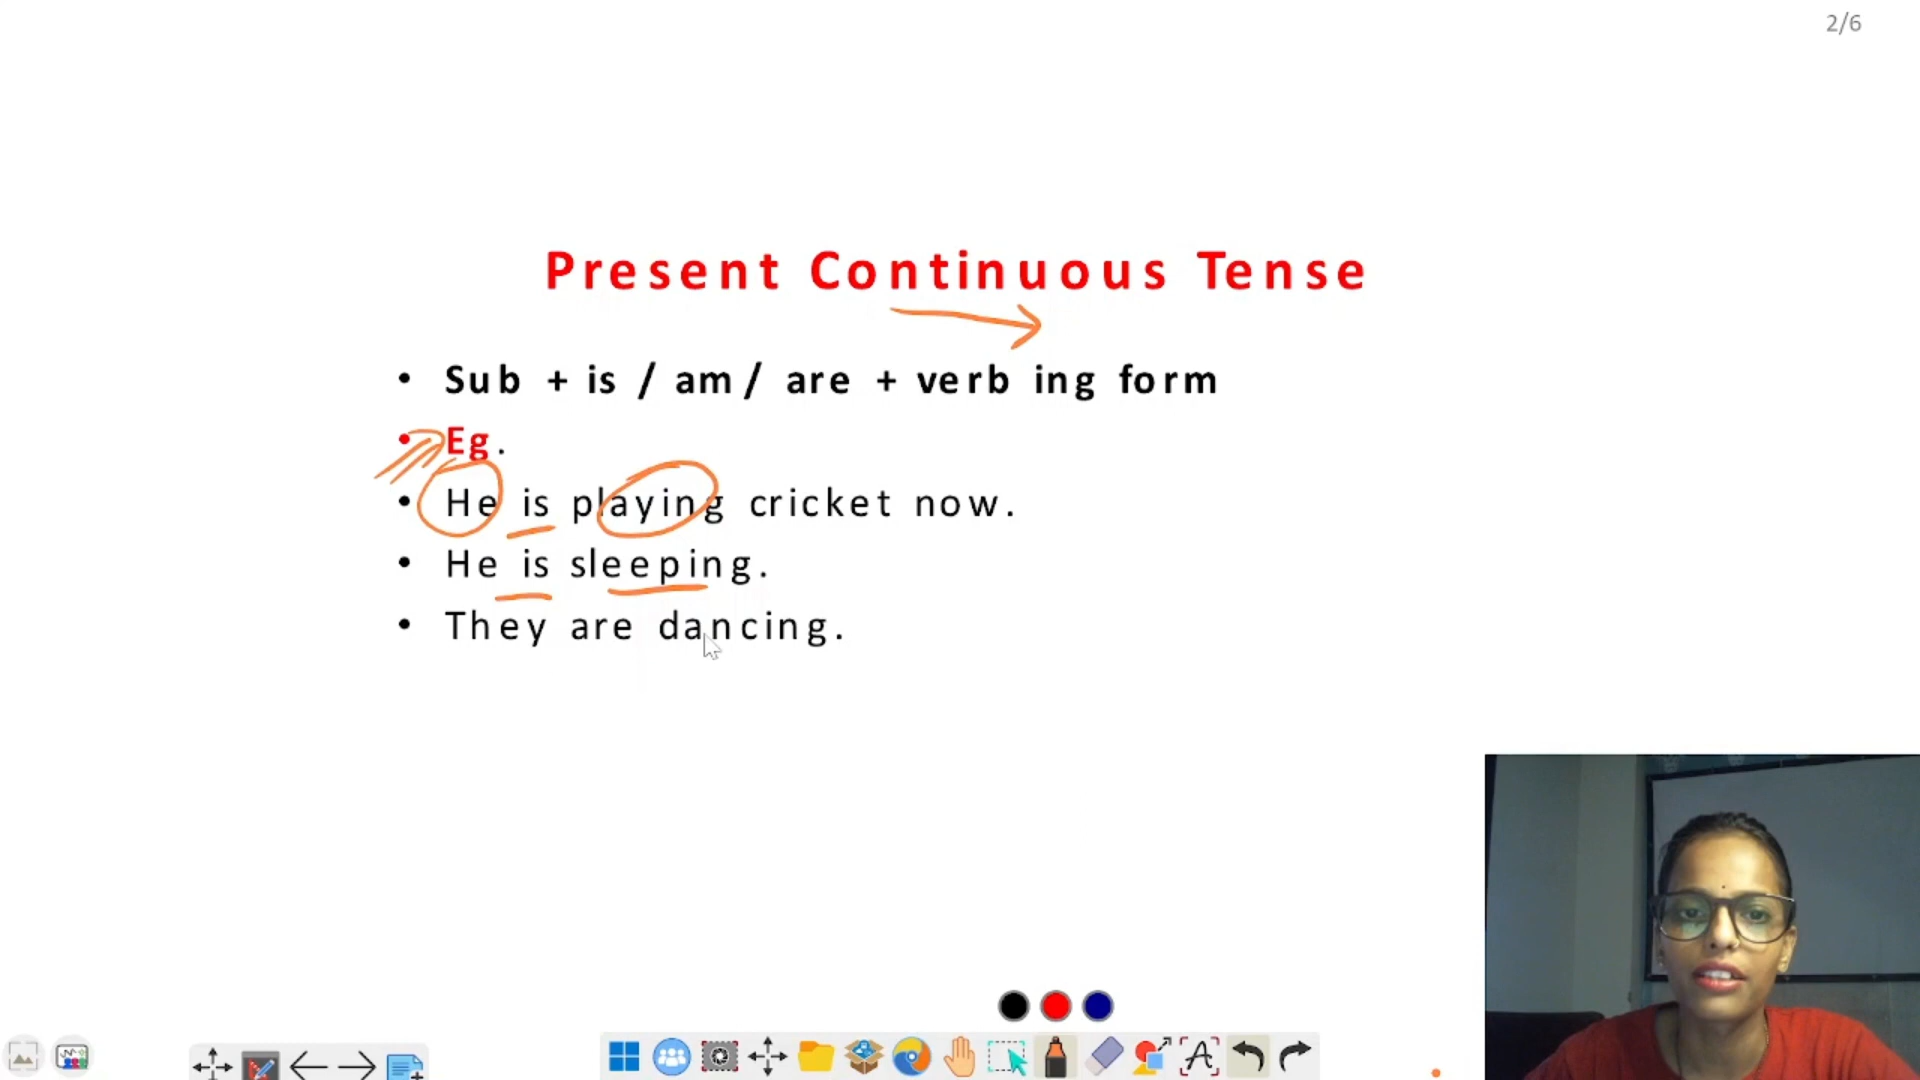 2/6
Present Continuous Tense
• Sub + is / am / are + verb ing form
• Eg.
• He is playing cricket now.
• He is sleeping.
• They are dancing.